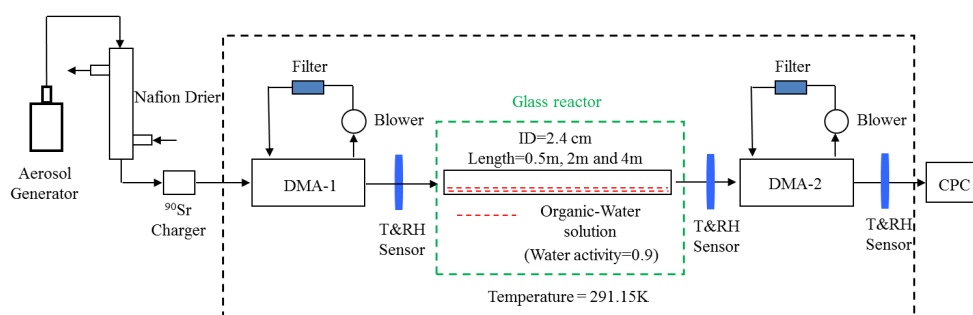 Aerosol
Generator
Nafion Drier
⁹⁰Sr
Charger
Filter
Blower
DMA-1
T&RH
Sensor
Glass reactor
ID=2.4 cm
Length=0.5m, 2m and 4m
Organic-Water
solution
(Water activity=0.9)
Temperature = 291.15K
T&RH
Sensor
Filter
Blower
DMA-2
T&RH
Sensor
CPC